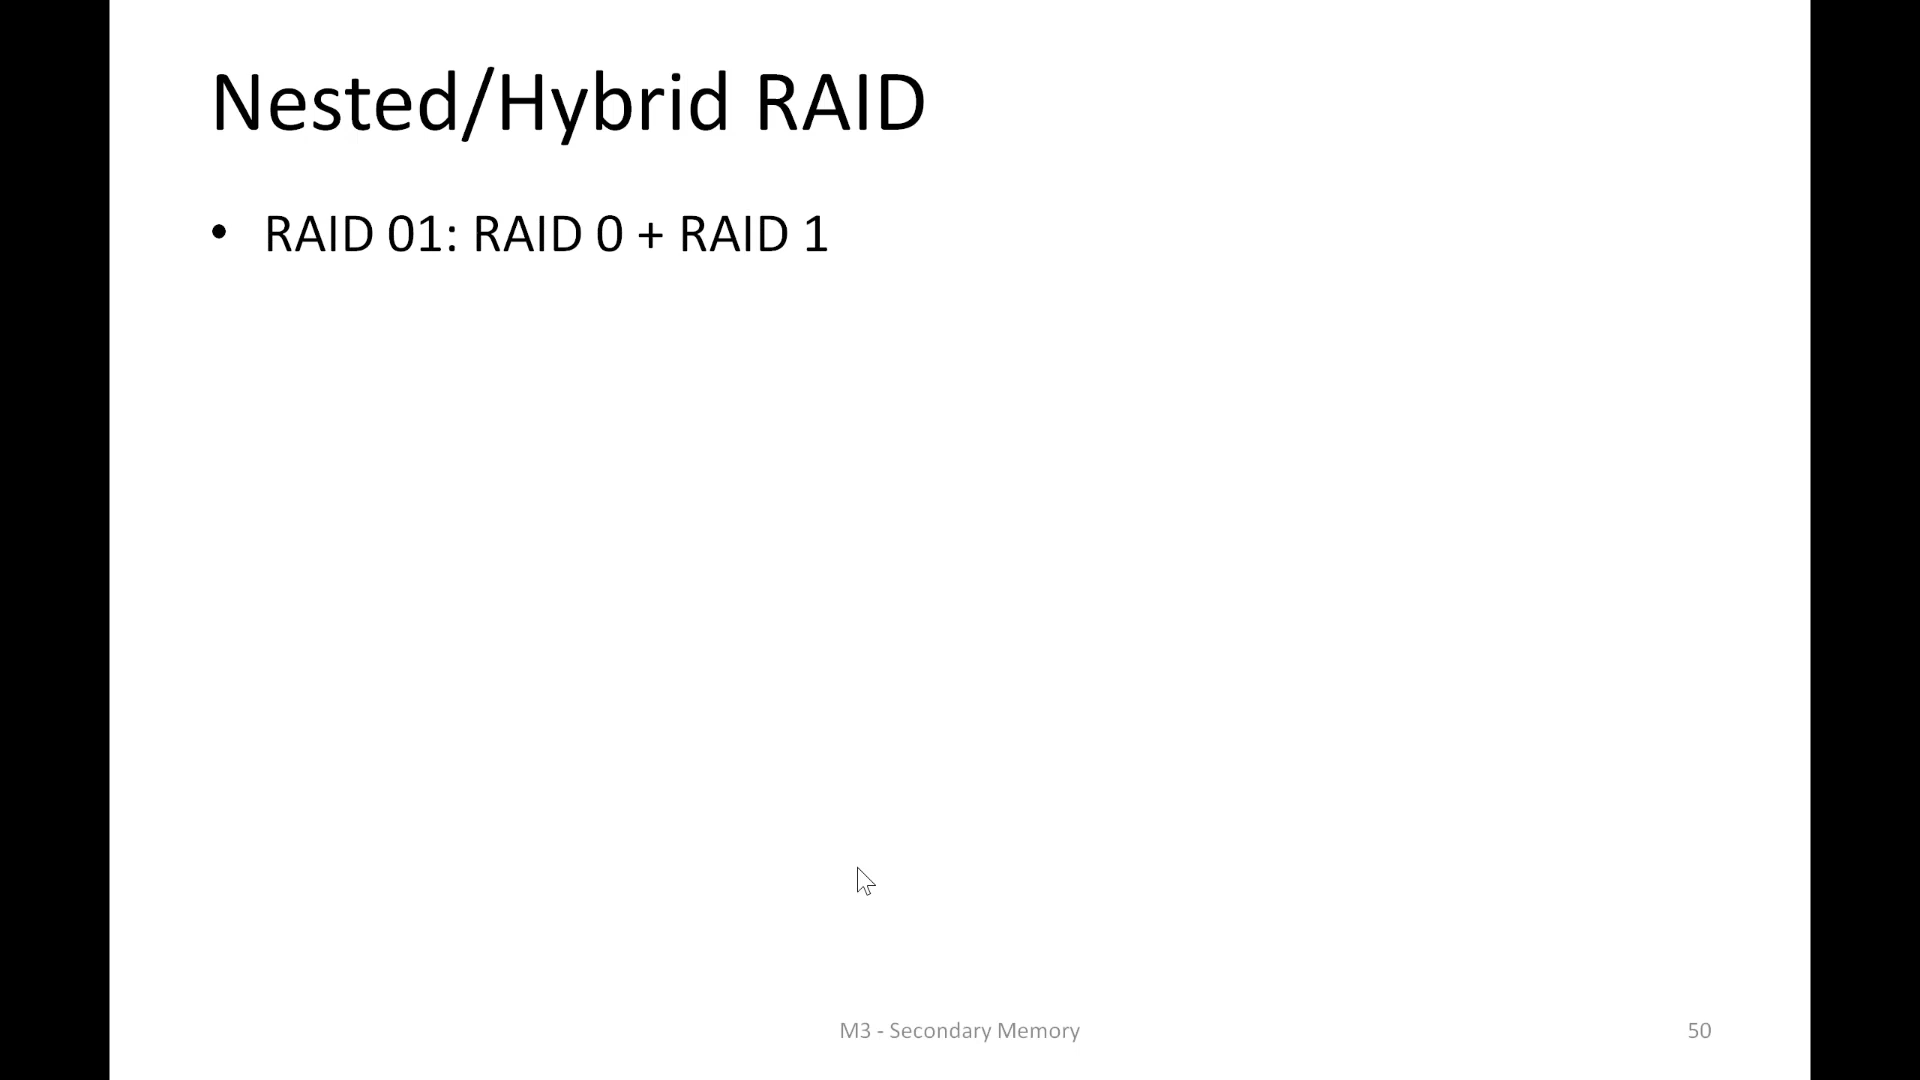 Nested/Hybrid RAID
• RAID 01: RAID 0 + RAID 1
M3 - Secondary Memory
50